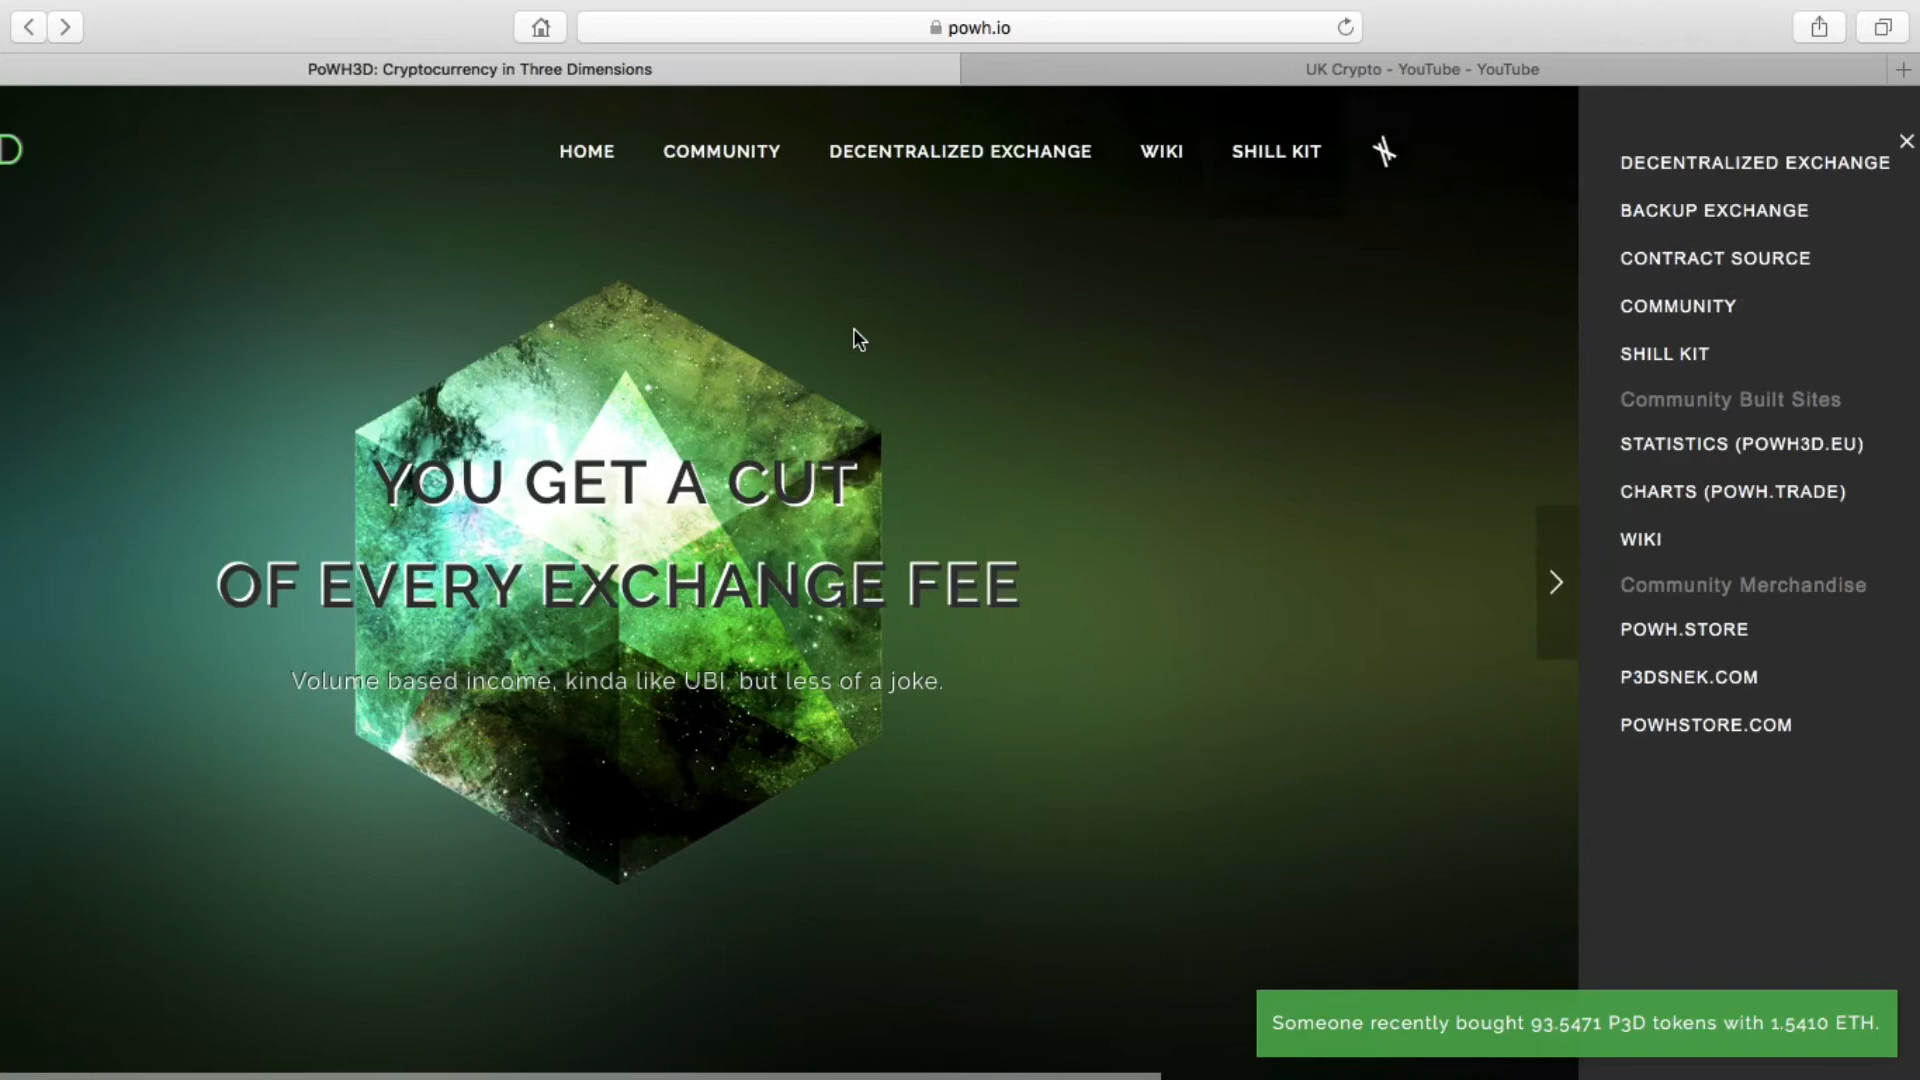 powh.io
PoWH3D: Cryptocurrency in Three Dimensions
UK Crypto - YouTube - YouTube
D
HOME
COMMUNITY
DECENTRALIZED EXCHANGE
WIKI
SHILL KIT
YOU GET A CUT
OF EVERY EXCHANGE FEE
Volume based income, kinda like UBI, but less of a joke.
DECENTRALIZED EXCHANGE
BACKUP EXCHANGE
CONTRACT SOURCE
COMMUNITY
SHILL KIT
Community Built Sites
STATISTICS (POWH3D.EU)
CHARTS (POWH.TRADE)
WIKI
Community Merchandise
POWH.STORE
P3DSNEK.COM
POWHSTORE.COM
Someone recently bought 93.5471 P3D tokens with 1.5410 ETH.